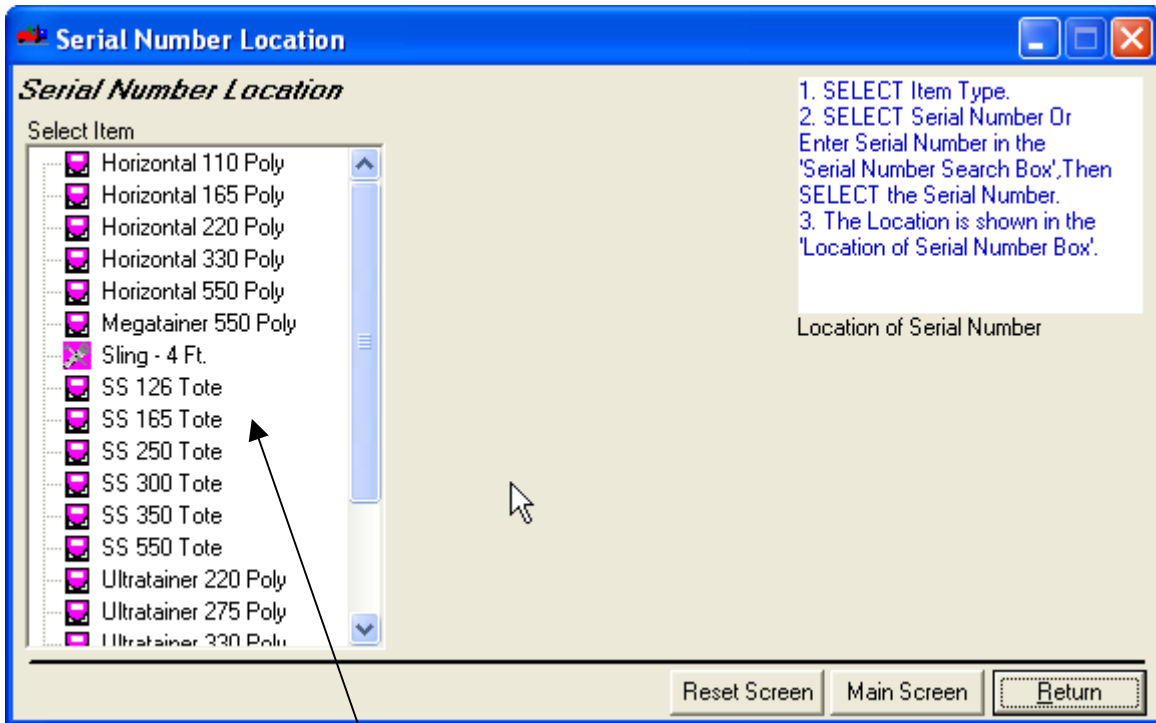 Serial Number Location
Serial Number Location
Select Item
Horizontal 110 Poly
Horizontal 165 Poly
Horizontal 220 Poly
Horizontal 330 Poly
Horizontal 550 Poly
Megatainer 550 Poly
Sling - 4 Ft.
SS 126 Tote
SS 165 Tote
SS 250 Tote
SS 300 Tote
SS 350 Tote
SS 550 Tote
Ultratainer 220 Poly
Ultratainer 275 Poly
Ultratainer 330 Poly
1. SELECT Item Type.
2. SELECT Serial Number Or
Enter Serial Number in the
'Serial Number Search Box',Then
SELECT the Serial Number.
3. The Location is shown in the
'Location of Serial Number Box'.
Location of Serial Number
Reset Screen
Main Screen
Return